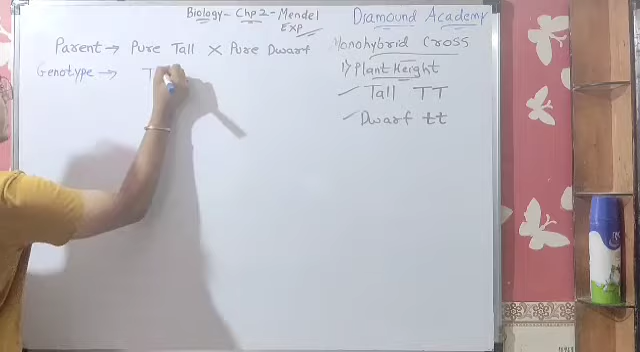 Biology - Chp 2 - Mendel
Exp
Diamound Academy
Parent → Pure Tall × Pure Dwarf
Monohybrid Cross
Genotype → T
1) Plant Height
Tall TT
Dwarf tt